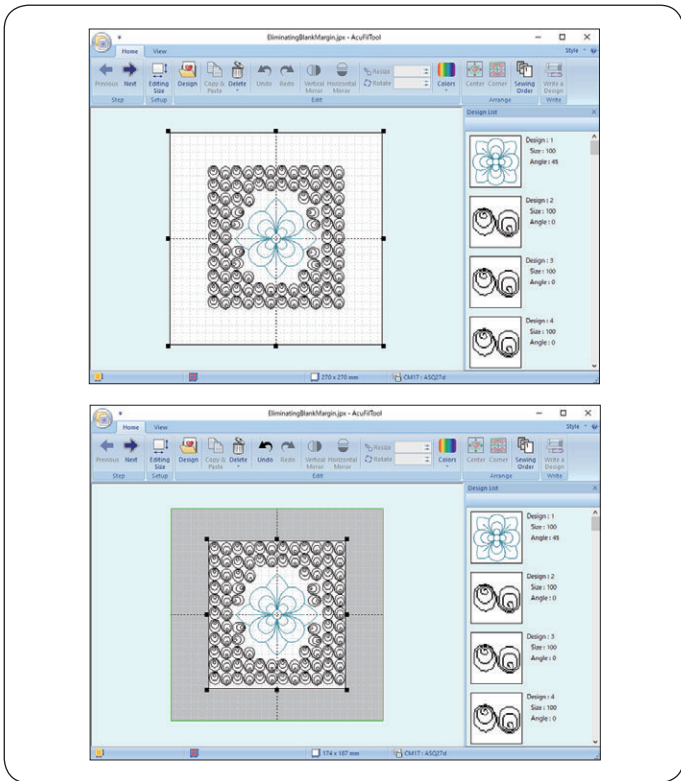 EliminatingBlankMargin.jpx - AcuFilTool
Home View Style
Previous Next Editing Size Design Copy & Paste Delete Undo Redo Vertical Mirror Horizontal Mirror Resize Rotate Colors Center Corner Sewing Order Write a Design
Step Setup Edit Arrange Write
Design List
Design : 1
Size : 100
Angle : 45
Design : 2
Size : 100
Angle : 0
Design : 3
Size : 100
Angle : 0
Design : 4
Size : 100
Angle : 0
270 x 270 mm CM17 : ASQ27d
EliminatingBlankMargin.jpx - AcuFilTool
Home View Style
Previous Next Editing Size Design Copy & Paste Delete Undo Redo Vertical Mirror Horizontal Mirror Resize Rotate Colors Center Corner Sewing Order Write a Design
Step Setup Edit Arrange Write
Design List
Design : 1
Size : 100
Angle : 45
Design : 2
Size : 100
Angle : 0
Design : 3
Size : 100
Angle : 0
Design : 4
Size : 100
Angle : 0
174 x 187 mm CM17 : ASQ27d